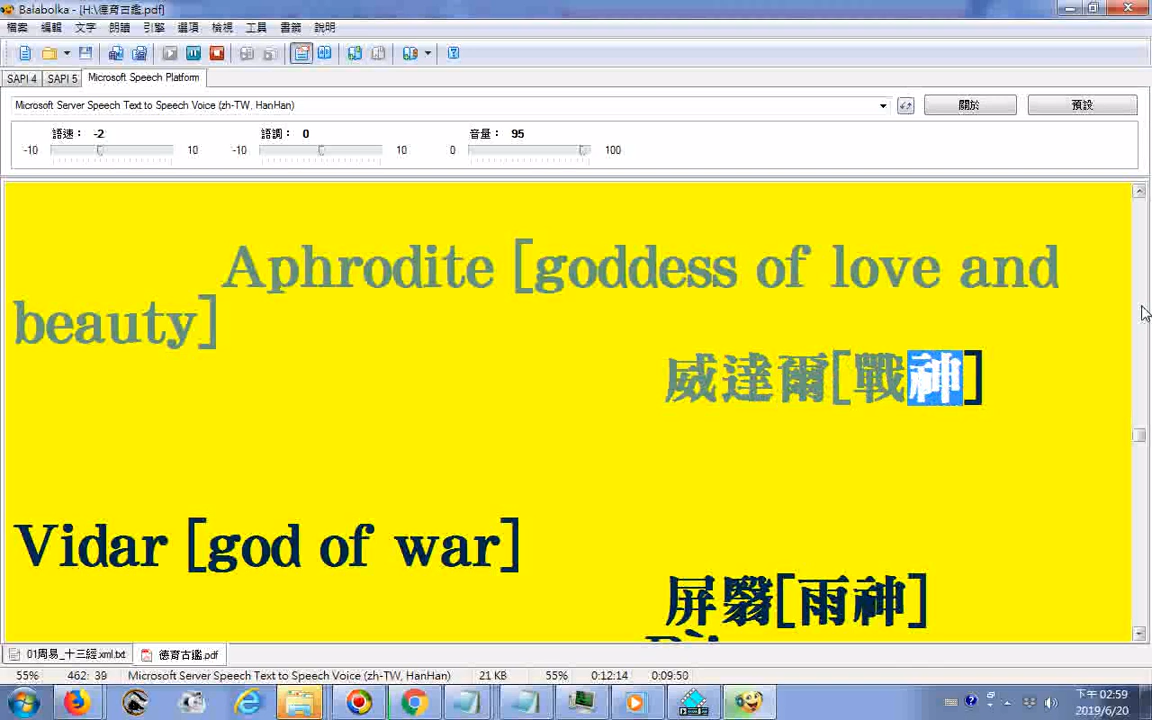 Balabolka - [H:\德育古鑑.pdf]
檔案 編輯 文字 朗讀 引擎 選項 檢視 工具 書籤 說明
SAPI 4 SAPI 5 Microsoft Speech Platform
Microsoft Server Speech Text to Speech Voice (zh-TW, HanHan) 關於 預設
語速： -2 語調： 0 音量： 95
-10 10 -10 10 0 100
Aphrodite [goddess of love and
beauty]
威達爾[戰神]
Vidar [god of war]
屏翳[雨神]
01周易_十三經.xml.txt 德育古鑑.pdf
55% 462: 39 Microsoft Server Speech Text to Speech Voice (zh-TW, HanHan) 21 KB 55% 0:12:14 0:09:50
下午 02:59
2019/6/20